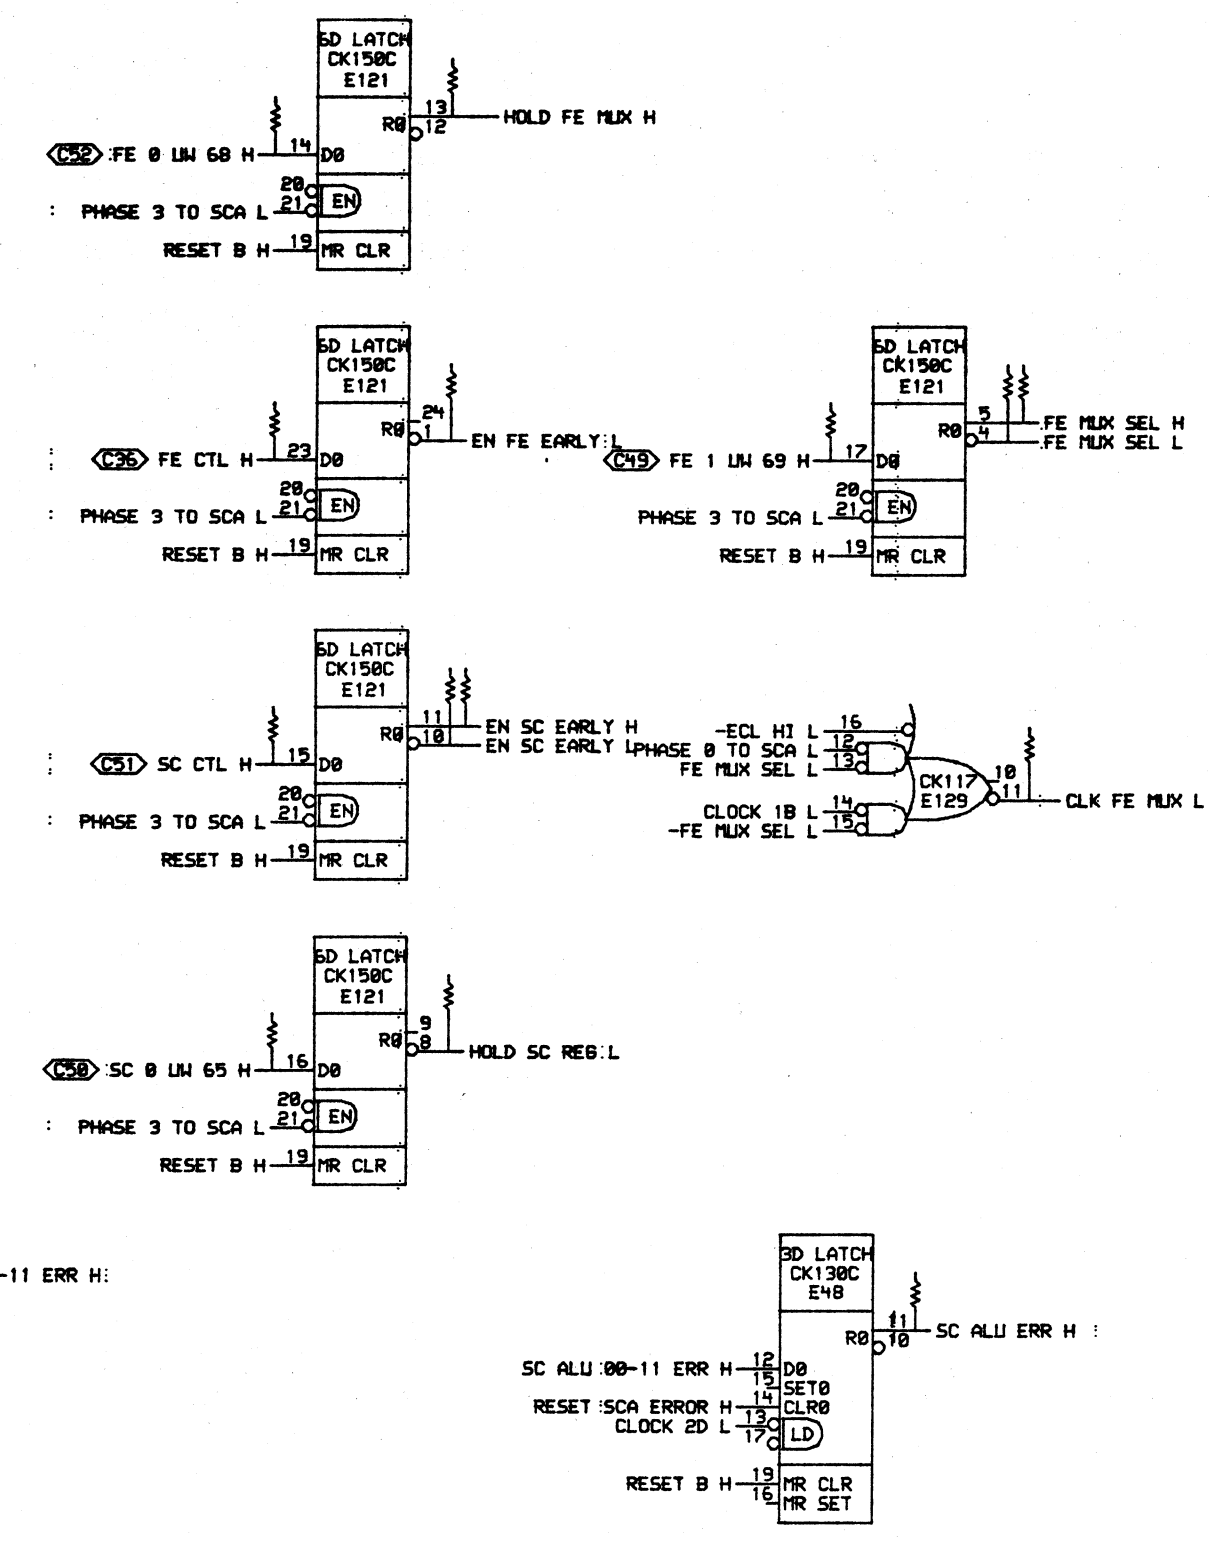 6D LATCH
CK150C
E121
13 HOLD FE MUX H
R0 12
C52 FE 0 UW 68 H 14 D0
20 EN
PHASE 3 TO SCA L 21
RESET B H 19 MR CLR
6D LATCH
CK150C
E121
24
R0 1 EN FE EARLY L
C36 FE CTL H 23 D0
20 EN
PHASE 3 TO SCA L 21
RESET B H 19 MR CLR
6D LATCH
CK150C
E121
5 FE MUX SEL H
R0 4 FE MUX SEL L
C49 FE 1 UW 69 H 17 D0
20 EN
PHASE 3 TO SCA L 21
RESET B H 19 MR CLR
6D LATCH
CK150C
E121
11 EN SC EARLY H
R0 10 EN SC EARLY L
C51 SC CTL H 15 D0
20 EN
PHASE 3 TO SCA L 21
RESET B H 19 MR CLR
-ECL HI L 16
PHASE 0 TO SCA L 12
FE MUX SEL L 13
CK117 10
E129 11 CLK FE MUX L
CLOCK 1B L 14
-FE MUX SEL L 15
6D LATCH
CK150C
E121
9
R0 8 HOLD SC REG L
C50 SC 0 UW 65 H 16 D0
20 EN
PHASE 3 TO SCA L 21
RESET B H 19 MR CLR
-11 ERR H
3D LATCH
CK130C
E48
11 SC ALU ERR H
R0 10
SC ALU 00-11 ERR H 12 D0
15 SET0
RESET SCA ERROR H 14 CLR0
CLOCK 2D L 13
17 LD
RESET B H 19 MR CLR
16 MR SET